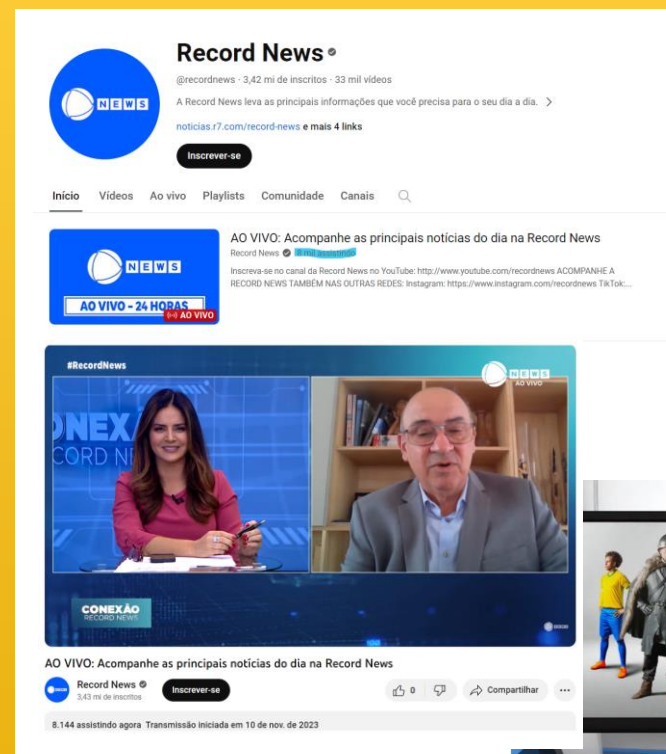 Record News
@recordnews · 3,42 mi de inscritos · 33 mil vídeos
A Record News leva as principais informações que você precisa para o seu dia a dia.
noticias.r7.com/record-news e mais 4 links
Inscrever-se
NEWS
Início Vídeos Ao vivo Playlists Comunidade Canais
NEWS
AO VIVO - 24 HORAS
AO VIVO
AO VIVO: Acompanhe as principais notícias do dia na Record News
Record News 8 mil assistindo
Inscreva-se no canal da Record News no YouTube: http://www.youtube.com/recordnews ACOMPANHE A
RECORD NEWS TAMBÉM NAS OUTRAS REDES: Instagram: https://www.instagram.com/recordnews TikTok:...
#RecordNews
NEWS
AO VIVO
CONEXÃO
RECORD NEWS
AO VIVO: Acompanhe as principais notícias do dia na Record News
Record News
3,43 mi de inscritos
Inscrever-se
0
Compartilhar
8.144 assistindo agora Transmissão iniciada em 10 de nov. de 2023